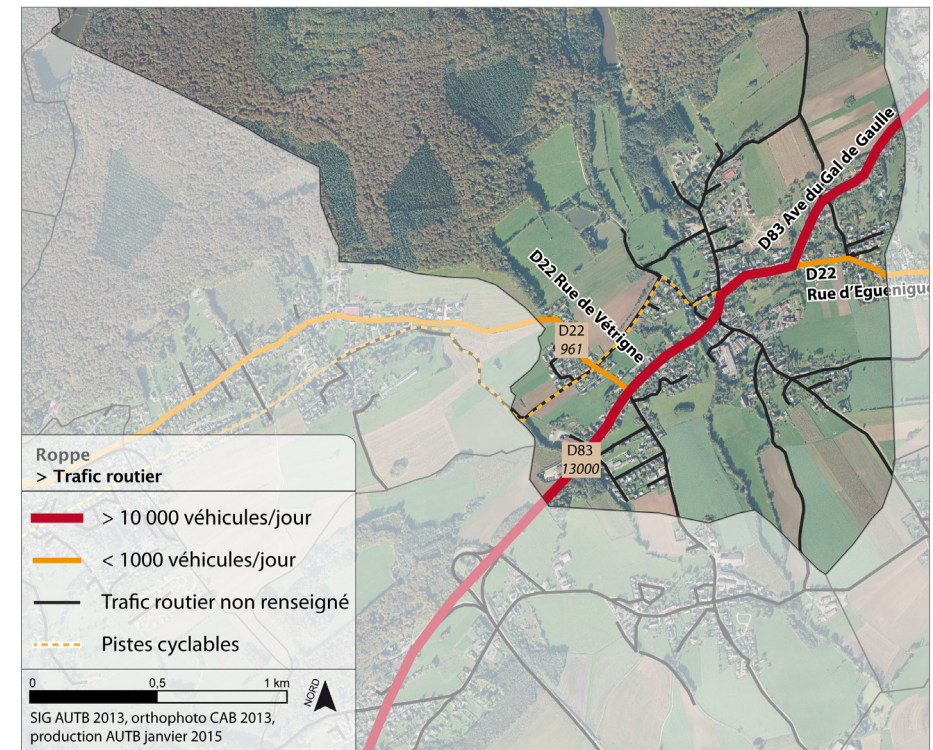 D83 Ave du Gal de Gaulle
D22 Rue de Vétrigne
D22
Rue d'Eguenigue
D22
961
D83
13000
Roppe
> Trafic routier
> 10 000 véhicules/jour
< 1000 véhicules/jour
Trafic routier non renseigné
Pistes cyclables
0 0,5 1 km
NORD
SIG AUTB 2013, orthophoto CAB 2013,
production AUTB janvier 2015